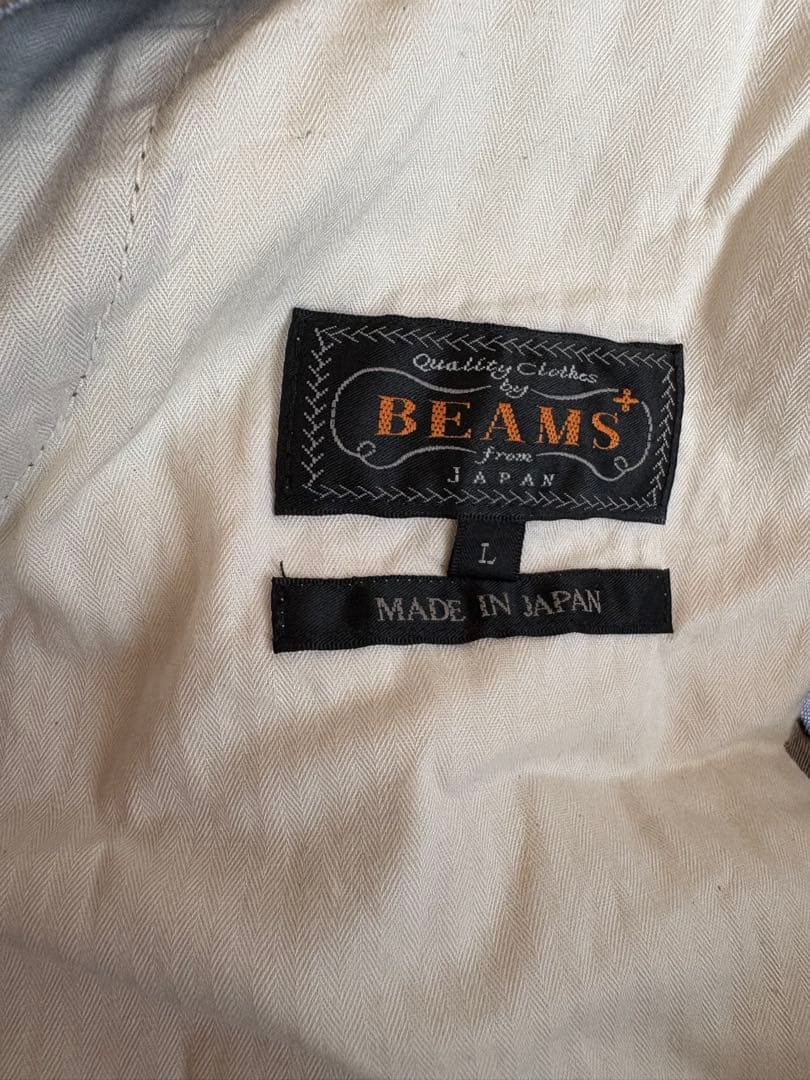 Quality Clothes
by
BEAMS+
from
JAPAN
L
MADE IN JAPAN